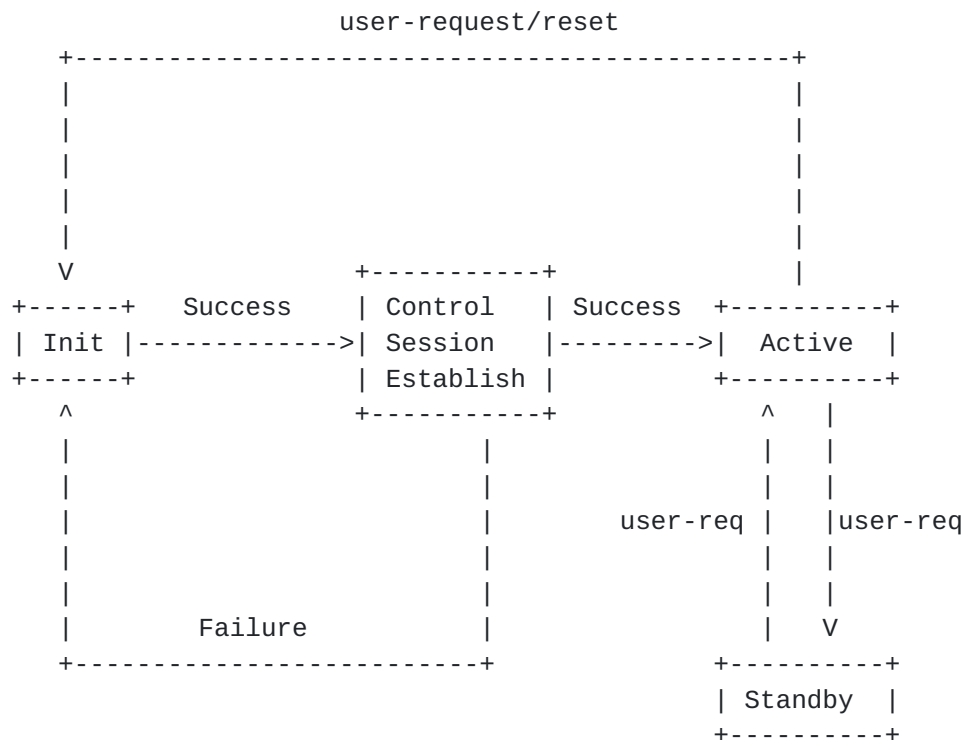 user-request/reset
Success Control Success
Init Session Active
Establish
user-req user-req
Failure
Standby